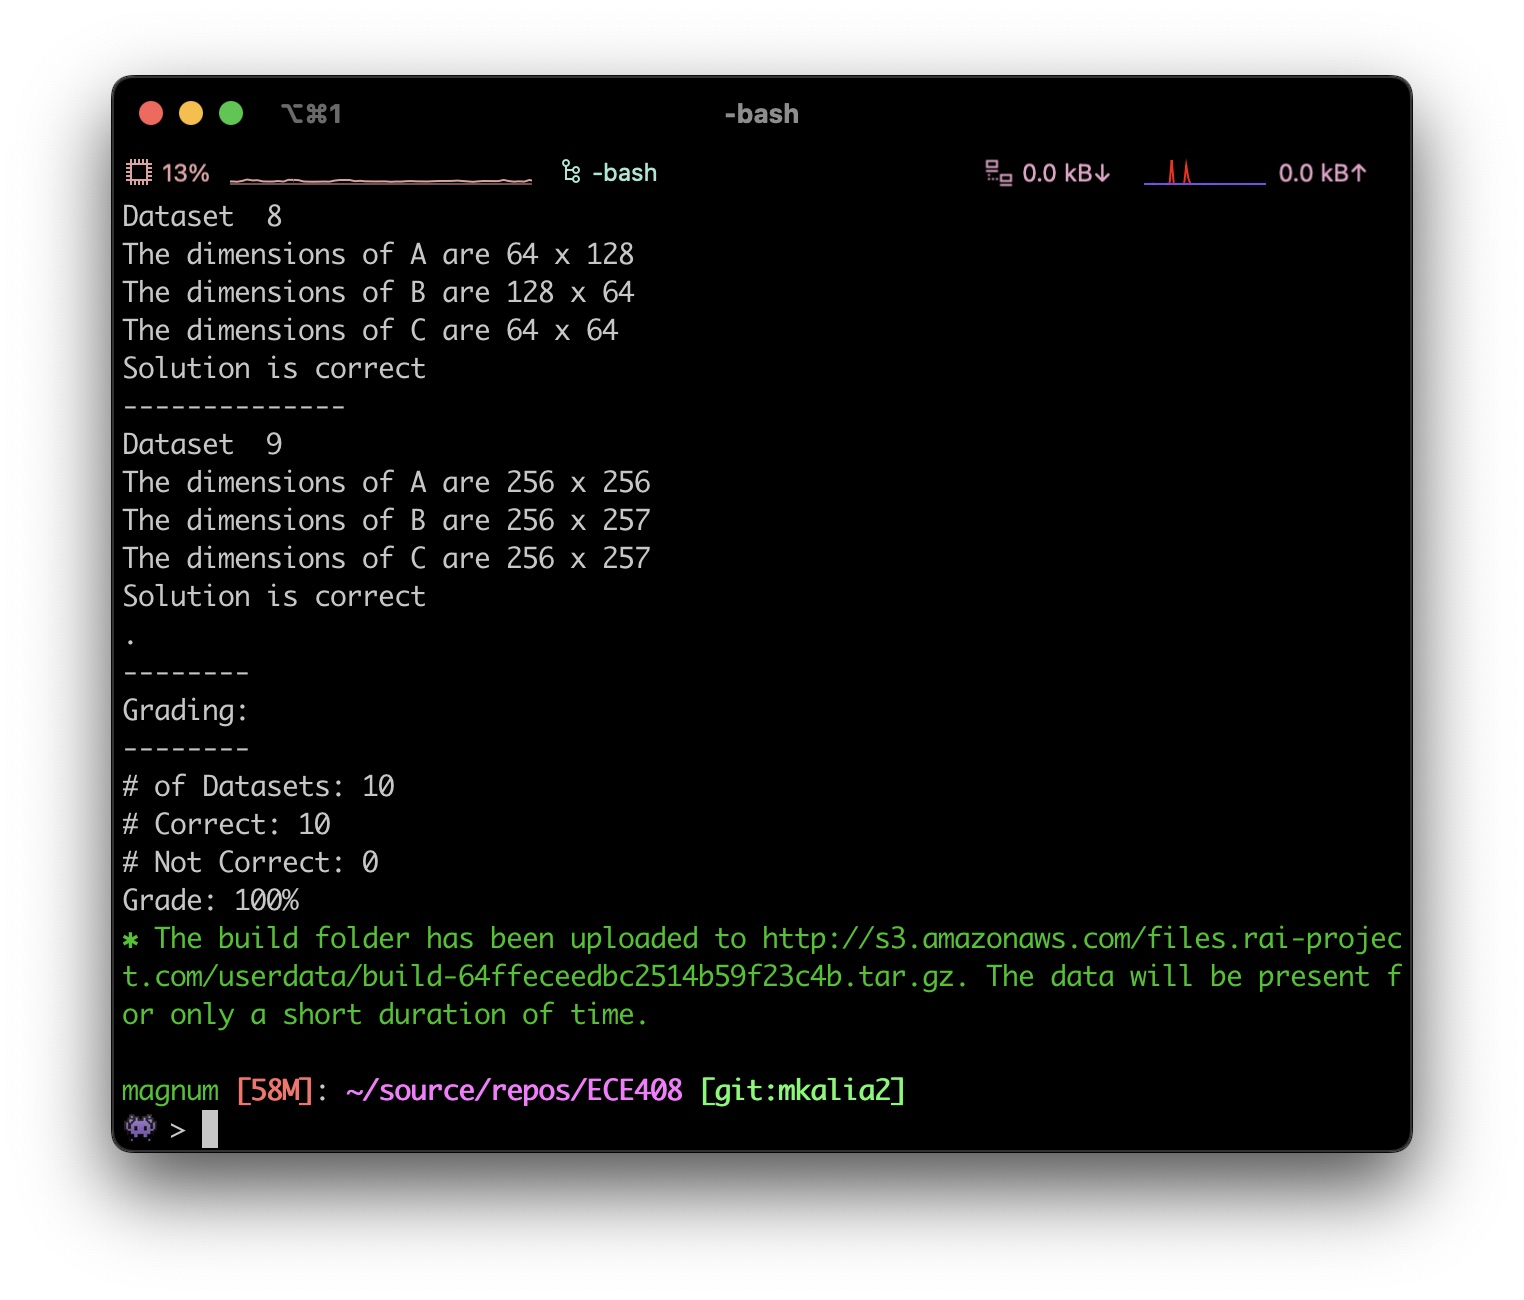 ⌥⌘1
-bash
13%
-bash
0.0 kB↓
0.0 kB↑
Dataset  8
The dimensions of A are 64 x 128
The dimensions of B are 128 x 64
The dimensions of C are 64 x 64
Solution is correct
--------------
Dataset  9
The dimensions of A are 256 x 256
The dimensions of B are 256 x 257
The dimensions of C are 256 x 257
Solution is correct
.
--------
Grading:
--------
# of Datasets: 10
# Correct: 10
# Not Correct: 0
Grade: 100%
✱ The build folder has been uploaded to http://s3.amazonaws.com/files.rai-projec
t.com/userdata/build-64ffeceedbc2514b59f23c4b.tar.gz. The data will be present f
or only a short duration of time.
magnum [58M]: ~/source/repos/ECE408 [git:mkalia2]
👾 >